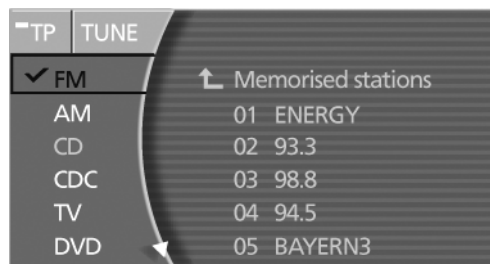 TP TUNE
FM Memorised stations
AM 01 ENERGY
CD 02 93.3
CDC 03 98.8
TV 04 94.5
DVD 05 BAYERN3